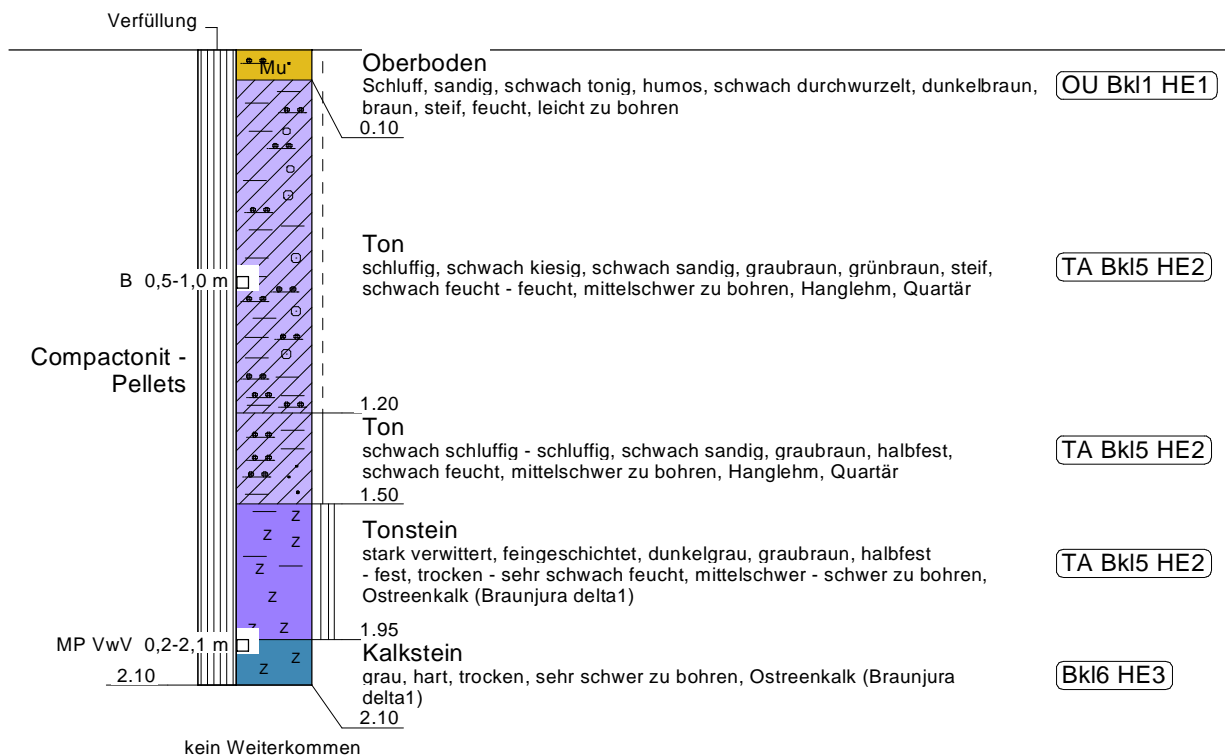 Verfüllung
Mu
Oberboden
Schluff, sandig, schwach tonig, humos, schwach durchwurzelt, dunkelbraun,
braun, steif, feucht, leicht zu bohren
OU Bkl1 HE1
0.10
Ton
schluffig, schwach kiesig, schwach sandig, graubraun, grünbraun, steif,
schwach feucht - feucht, mittelschwer zu bohren, Hanglehm, Quartär
TA Bkl5 HE2
B 0,5-1,0 m
Compactonit -
Pellets
1.20
Ton
schwach schluffig - schluffig, schwach sandig, graubraun, halbfest,
schwach feucht, mittelschwer zu bohren, Hanglehm, Quartär
TA Bkl5 HE2
1.50
Z
Z
Z
Z
Z
Z
Z
Tonstein
stark verwittert, feingeschichtet, dunkelgrau, graubraun, halbfest
- fest, trocken - sehr schwach feucht, mittelschwer - schwer zu bohren,
Ostreenkalk (Braunjura delta1)
TA Bkl5 HE2
1.95
MP VwV 0,2-2,1 m
Z
Z
Kalkstein
grau, hart, trocken, sehr schwer zu bohren, Ostreenkalk (Braunjura
delta1)
Bkl6 HE3
2.10
2.10
kein Weiterkommen